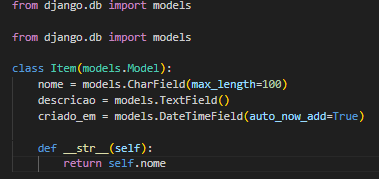 from django.db import models
from django.db import models
class Item(models.Model):
    nome = models.CharField(max_length=100)
    descricao = models.TextField()
    criado_em = models.DateTimeField(auto_now_add=True)
    def __str__(self):
        return self.nome